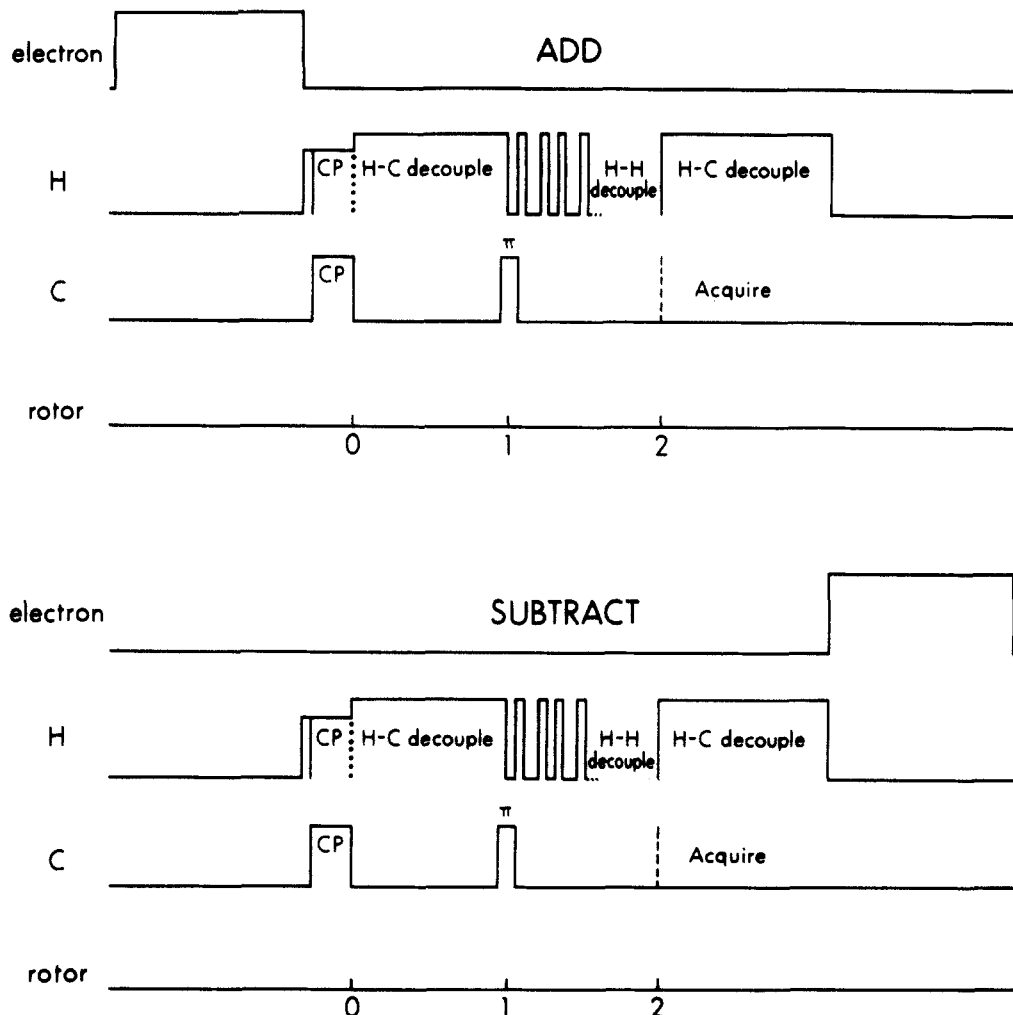 electron
ADD
H
CP
H-C decouple
H-H
decouple
H-C decouple
π
C
CP
Acquire
rotor
0 1 2
electron
SUBTRACT
H
CP
H-C decouple
H-H
decouple
H-C decouple
π
C
CP
Acquire
rotor
0 1 2